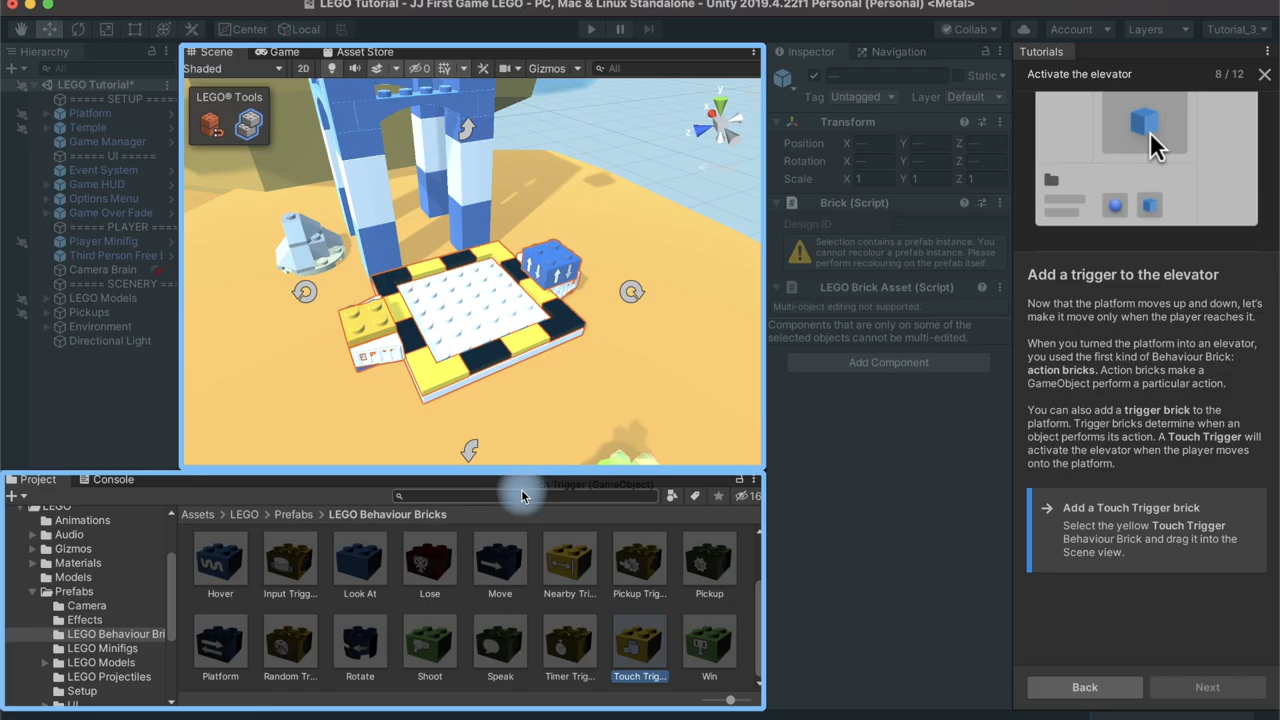 LEGO Tutorial - JJ First Game LEGO - PC, Mac & Linux Standalone - Unity 2019.4.22f1 Personal (Personal) <Metal>
Center
Local
Collab
Account
Layers
Tutorial_3_
Hierarchy
All
LEGO Tutorial*
===== SETUP ====
Platform
Temple
Game Manager
===== UI =====
Event System
Game HUD
Options Menu
Game Over Fade
===== PLAYER ===
Player Minifig
Third Person Free L
Camera Brain
===== SCENERY ==
LEGO Models
Pickups
Environment
Directional Light
Scene
Game
Asset Store
Shaded
2D
0
Gizmos
All
LEGO® Tools
y
x
z
Inspector
Navigation
—
Static
Tag Untagged
Layer Default
Transform
Position X — Y — Z —
Rotation X — Y — Z —
Scale X 1 Y 1 Z 1
Brick (Script)
Design ID —
Selection contains a prefab instance. You cannot recolour a prefab instance. Please perform recolouring on the prefab itself.
LEGO Brick Asset (Script)
Multi-object editing not supported.
Components that are only on some of the
selected objects cannot be multi-edited.
Add Component
Tutorials
Activate the elevator
8 / 12
Add a trigger to the elevator
Now that the platform moves up and down, let's
make it move only when the player reaches it.
When you turned the platform into an elevator,
you used the first kind of Behaviour Brick:
action bricks. Action bricks make a
GameObject perform a particular action.
You can also add a trigger brick to the
platform. Trigger bricks determine when an
object performs its action. A Touch Trigger will
activate the elevator when the player moves
onto the platform.
Add a Touch Trigger brick
Select the yellow Touch Trigger
Behaviour Brick and drag it into the
Scene view.
Back
Next
Project
Console
Trigger (GameObject)
16
LEGO
Animations
Audio
Gizmos
Materials
Models
Prefabs
Camera
Effects
LEGO Behaviour Bri
LEGO Minifigs
LEGO Models
LEGO Projectiles
Setup
UI
Assets
LEGO
Prefabs
LEGO Behaviour Bricks
Hover
Input Trigg...
Look At
Lose
Move
Nearby Tri...
Pickup Trig...
Pickup
Platform
Random Tr...
Rotate
Shoot
Speak
Timer Trig...
Touch Trig...
Win